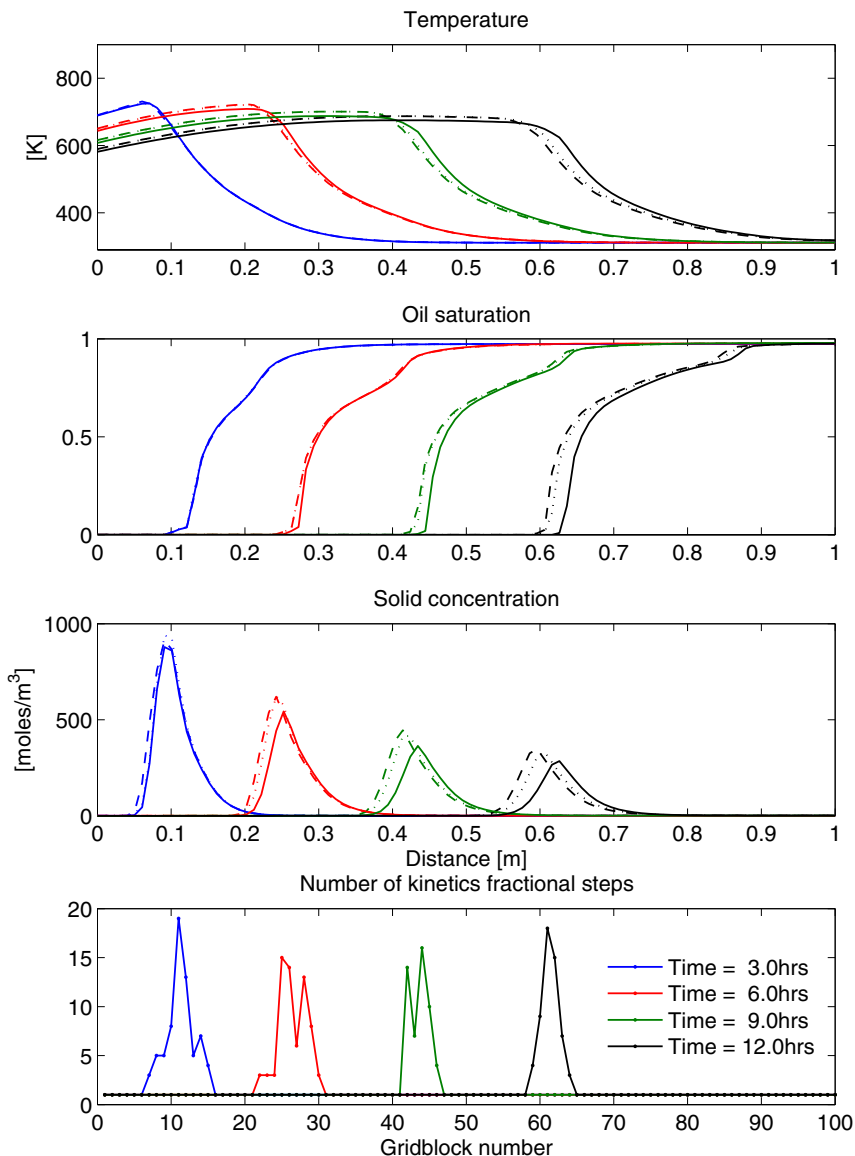 Temperature
800
600
400
[K]
0 0.1 0.2 0.3 0.4 0.5 0.6 0.7 0.8 0.9 1
Oil saturation
1
0.5
0
0 0.1 0.2 0.3 0.4 0.5 0.6 0.7 0.8 0.9 1
Solid concentration
1000
500
0
[moles/m³]
0 0.1 0.2 0.3 0.4 0.5 0.6 0.7 0.8 0.9 1
Distance [m]
Number of kinetics fractional steps
20
15
10
5
0
Time = 3.0hrs
Time = 6.0hrs
Time = 9.0hrs
Time = 12.0hrs
0 10 20 30 40 50 60 70 80 90 100
Gridblock number